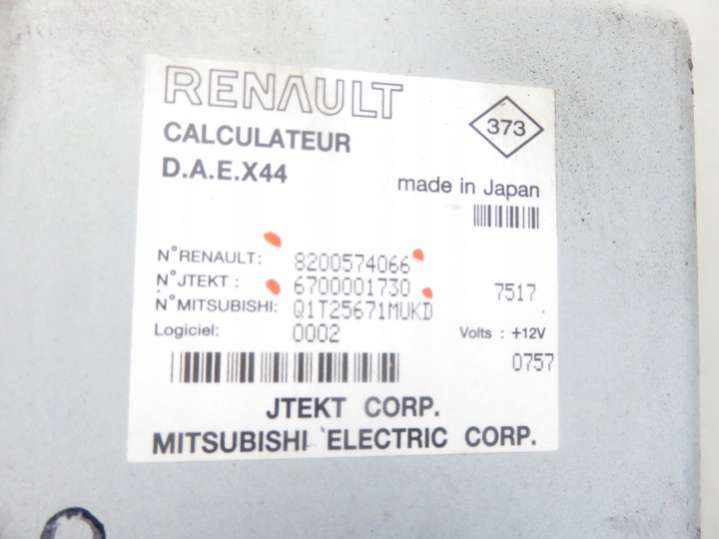 RENAULT
373
CALCULATEUR
D.A.E.X44
made in Japan
N°RENAULT: 8200574066
N°JTEKT : 6700001730 7517
N°MITSUBISHI: Q1T25671MUKD
Logiciel: 0002 Volts : +12V
0757
JTEKT CORP.
MITSUBISHI ELECTRIC CORP.